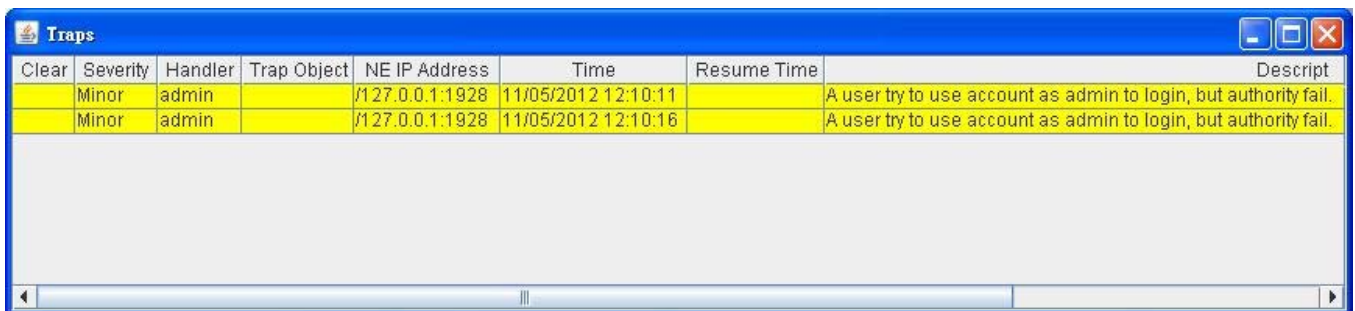 Traps
Clear Severity Handler Trap Object NE IP Address Time Resume Time Descript
Minor admin /127.0.0.1:1928 11/05/2012 12:10:11 A user try to use account as admin to login, but authority fail.
Minor admin /127.0.0.1:1928 11/05/2012 12:10:16 A user try to use account as admin to login, but authority fail.